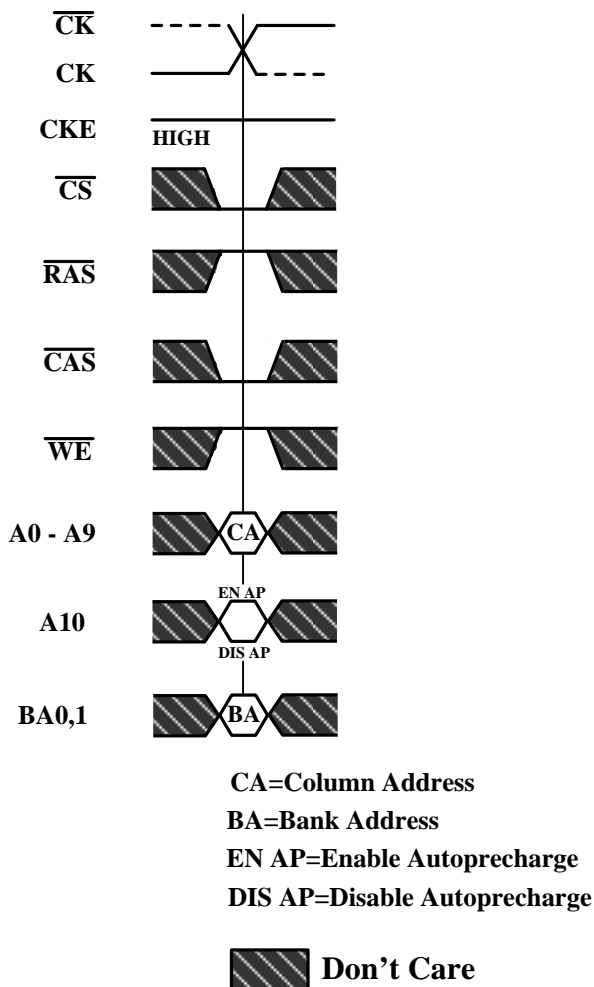 CK
CK
CKE
HIGH
CS
RAS
CAS
WE
A0 - A9
CA
EN AP
A10
DIS AP
BA0,1
BA
CA=Column Address
BA=Bank Address
EN AP=Enable Autoprecharge
DIS AP=Disable Autoprecharge
Don't Care